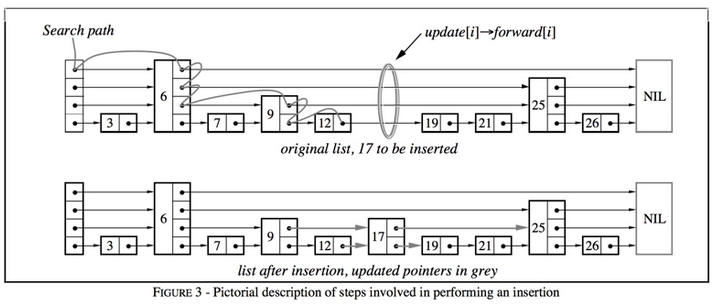 Search path
update[i]→forward[i]
6
NIL
25
9
3
7
12
19
21
26
original list, 17 to be inserted
6
NIL
25
9
17
3
7
12
19
21
26
list after insertion, updated pointers in grey
FIGURE 3 - Pictorial description of steps involved in performing an insertion